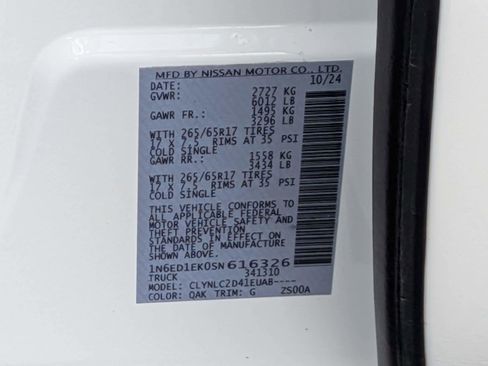 MFD BY NISSAN MOTOR CO., LTD.
DATE: 10/24
GVWR: 2727 KG
6012 LB
GAWR FR.: 1495 KG
3296 LB
WITH 265/65R17 TIRES
17 X 7.5 RIMS AT 35 PSI
COLD SINGLE
GAWR RR.: 1558 KG
3434 LB
WITH 265/65R17 TIRES
17 X 7.5 RIMS AT 35 PSI
COLD SINGLE
THIS VEHICLE CONFORMS TO
ALL APPLICABLE FEDERAL
MOTOR VEHICLE SAFETY AND
THEFT PREVENTION
STANDARDS IN EFFECT ON
THE DATE OF MANUFACTURE
SHOWN ABOVE.
1N6ED1EK0SN616326
TRUCK 341310
MODEL: CLYNLCZD41EUAB----
COLOR: QAK TRIM: G ZS00A